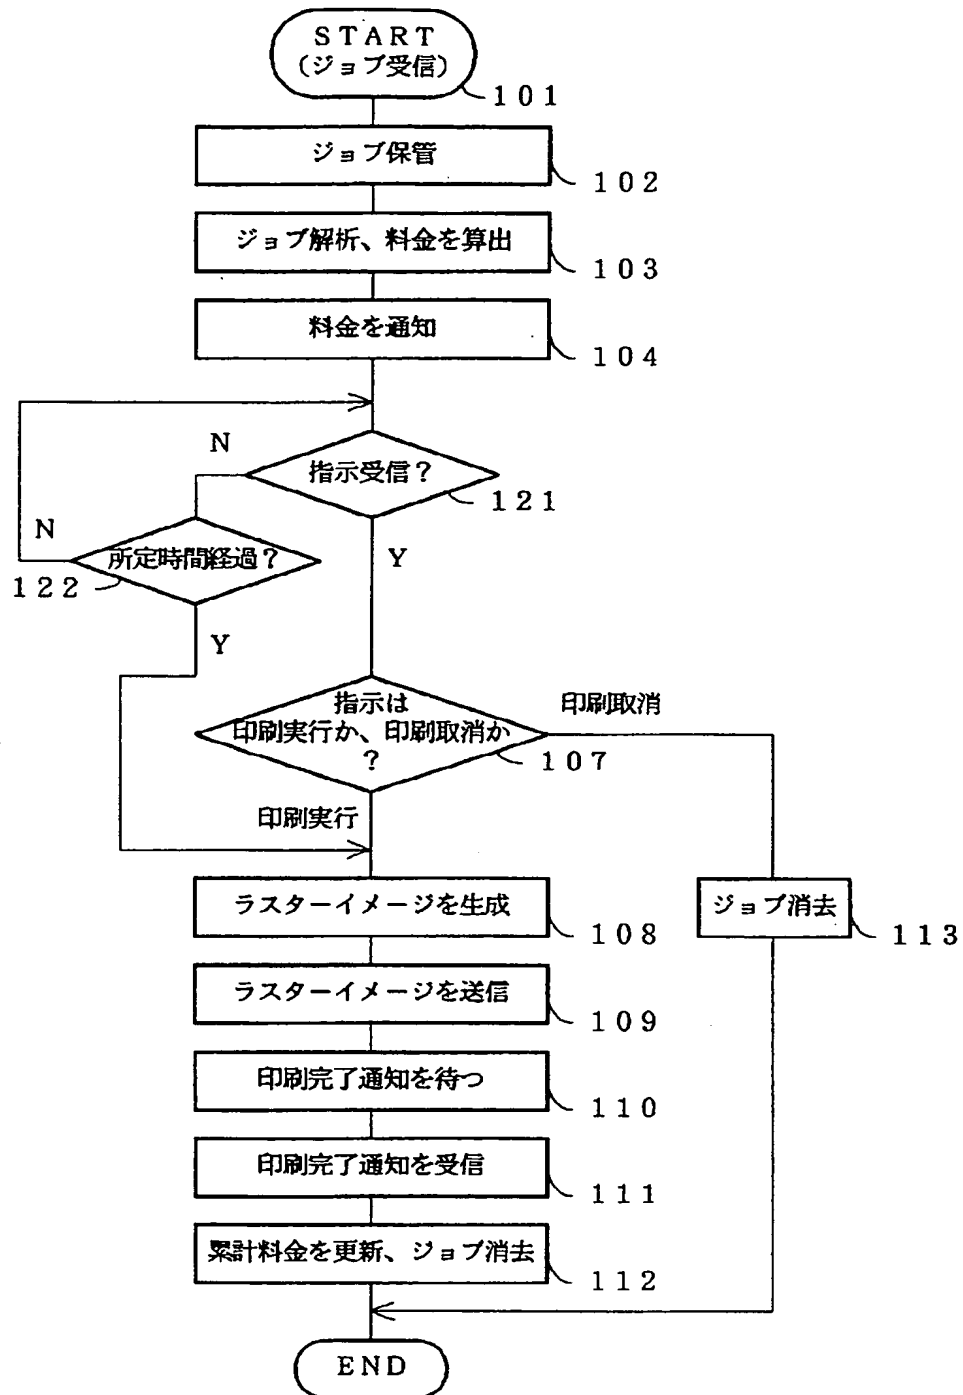 START
(ジョブ受信)
101
ジョブ保管
102
ジョブ解析、料金を算出
103
料金を通知
104
N
指示受信？
121
N
所定時間経過？
122
Y
Y
指示は
印刷実行か、印刷取消か
？
107
印刷取消
印刷実行
ラスターイメージを生成
108
ジョブ消去
113
ラスターイメージを送信
109
印刷完了通知を待つ
110
印刷完了通知を受信
111
累計料金を更新、ジョブ消去
112
END